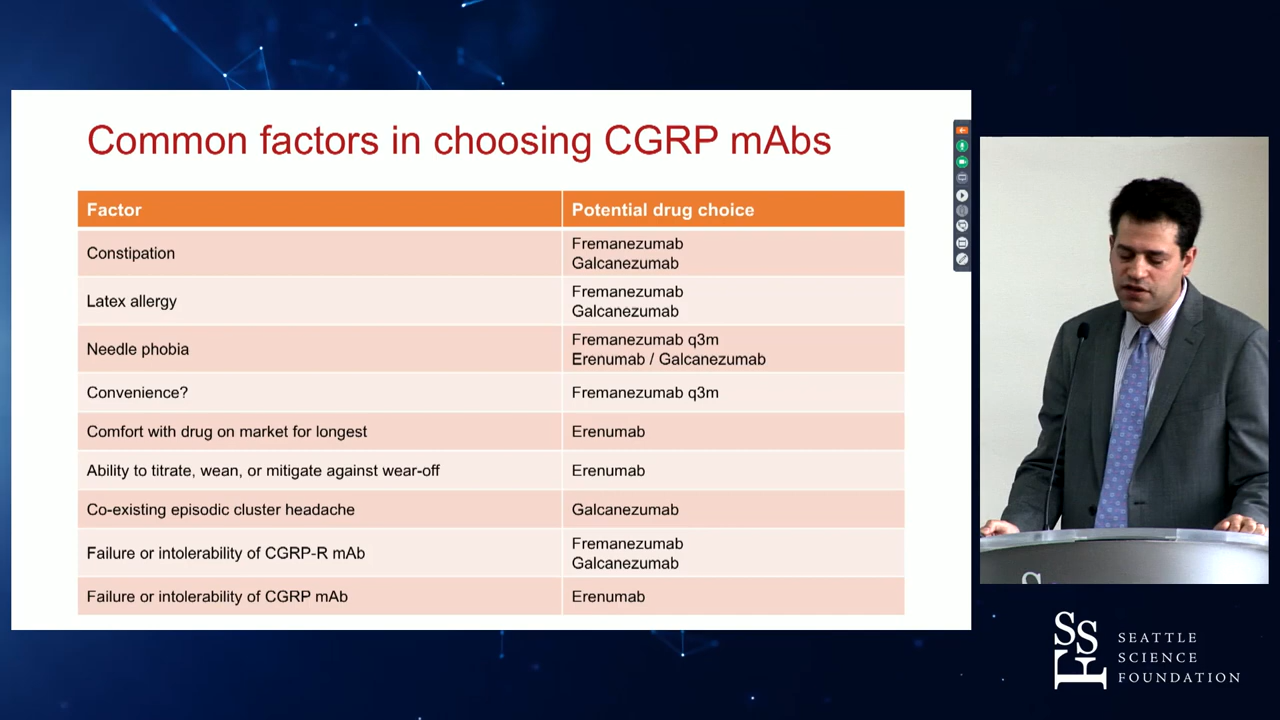 Common factors in choosing CGRP mAbs
Factor
Potential drug choice
Constipation
Fremanezumab
Galcanezumab
Latex allergy
Fremanezumab
Galcanezumab
Needle phobia
Fremanezumab q3m
Erenumab / Galcanezumab
Convenience?
Fremanezumab q3m
Comfort with drug on market for longest
Erenumab
Ability to titrate, wean, or mitigate against wear-off
Erenumab
Co-existing episodic cluster headache
Galcanezumab
Failure or intolerability of CGRP-R mAb
Fremanezumab
Galcanezumab
Failure or intolerability of CGRP mAb
Erenumab
S
SSF
SEATTLE
SCIENCE
FOUNDATION